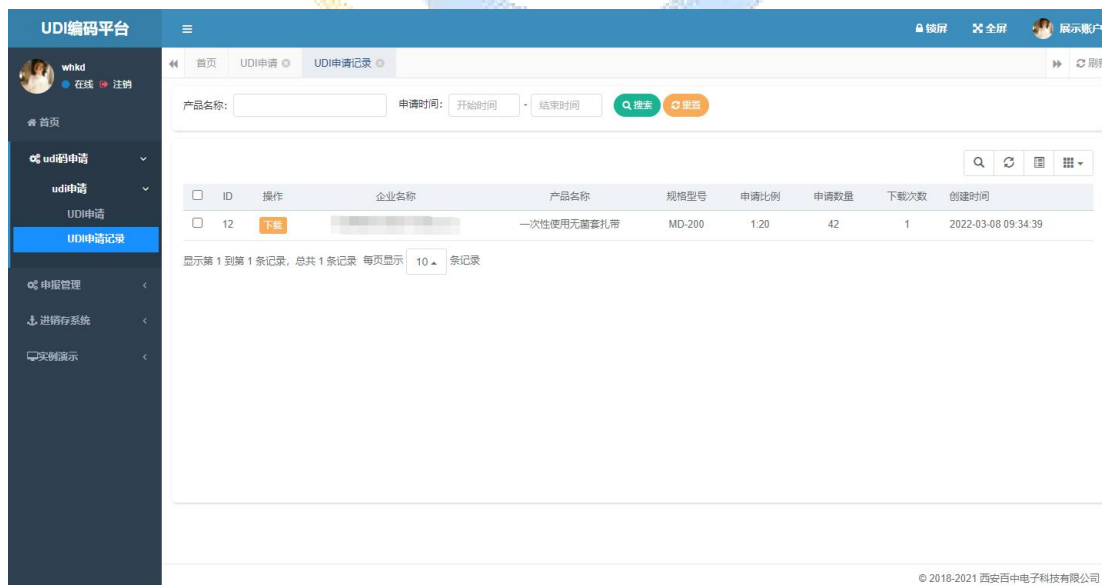 UDI编码平台
锁屏 全屏 展示账户
whkd
在线 注销
首页 UDI申请 UDI申请记录
产品名称: 申请时间: 开始时间 - 结束时间 搜索 重置
首页
udi码申请
udi申请
UDI申请
UDI申请记录
申报管理
进销存系统
实例演示
ID 操作 企业名称 产品名称 规格型号 申请比例 申请数量 下载次数 创建时间
12 下载 一次性使用无菌套扎带 MD-200 1:20 42 1 2022-03-08 09:34:39
显示第 1 到第 1 条记录，总共 1 条记录 每页显示 10 条记录
© 2018-2021 西安百中电子科技有限公司